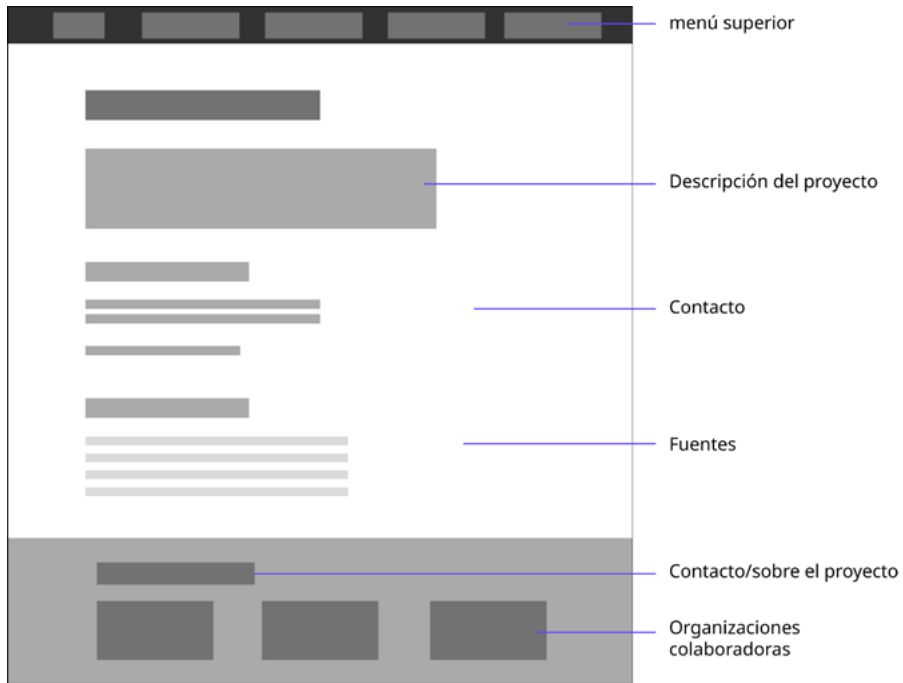 menú superior
Descripción del proyecto
Contacto
Fuentes
Contacto/sobre el proyecto
Organizaciones
colaboradoras